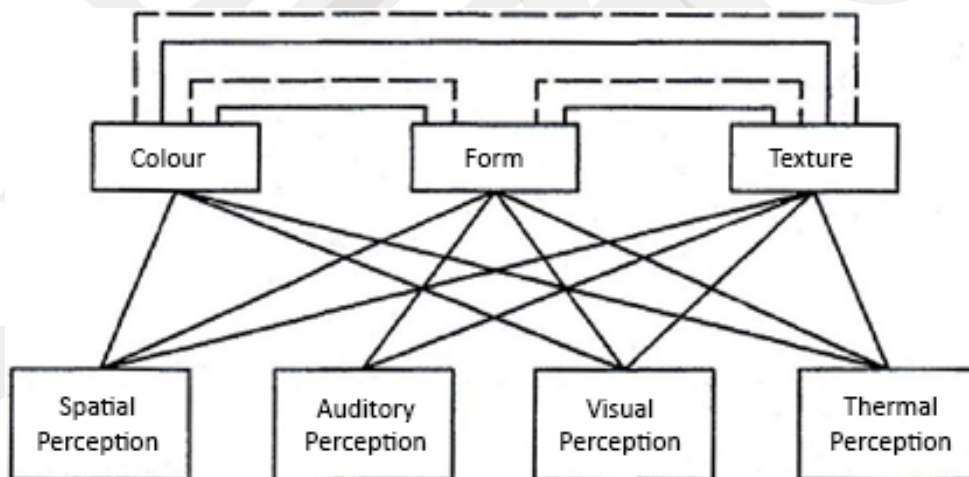 Colour
Form
Texture
Spatial
Perception
Auditory
Perception
Visual
Perception
Thermal
Perception